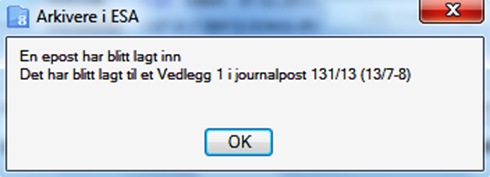 Arkivere i ESA
En epost har blitt lagt inn
Det har blitt lagt til et Vedlegg 1 i journalpost 131/13 (13/7-8)
OK